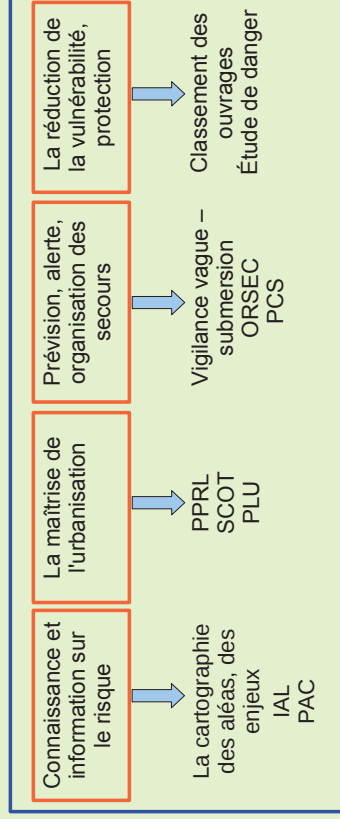 Connaissance et
information sur
le risque
La cartographie
des aléas, des
enjeux
IAL
PAC
La maîtrise de
l'urbanisation
PPRL
SCOT
PLU
Prévision, alerte,
organisation des
secours
Vigilance vague –
submersion
ORSEC
PCS
La réduction de
la vulnérabilité,
protection
Classement des
ouvrages
Étude de danger